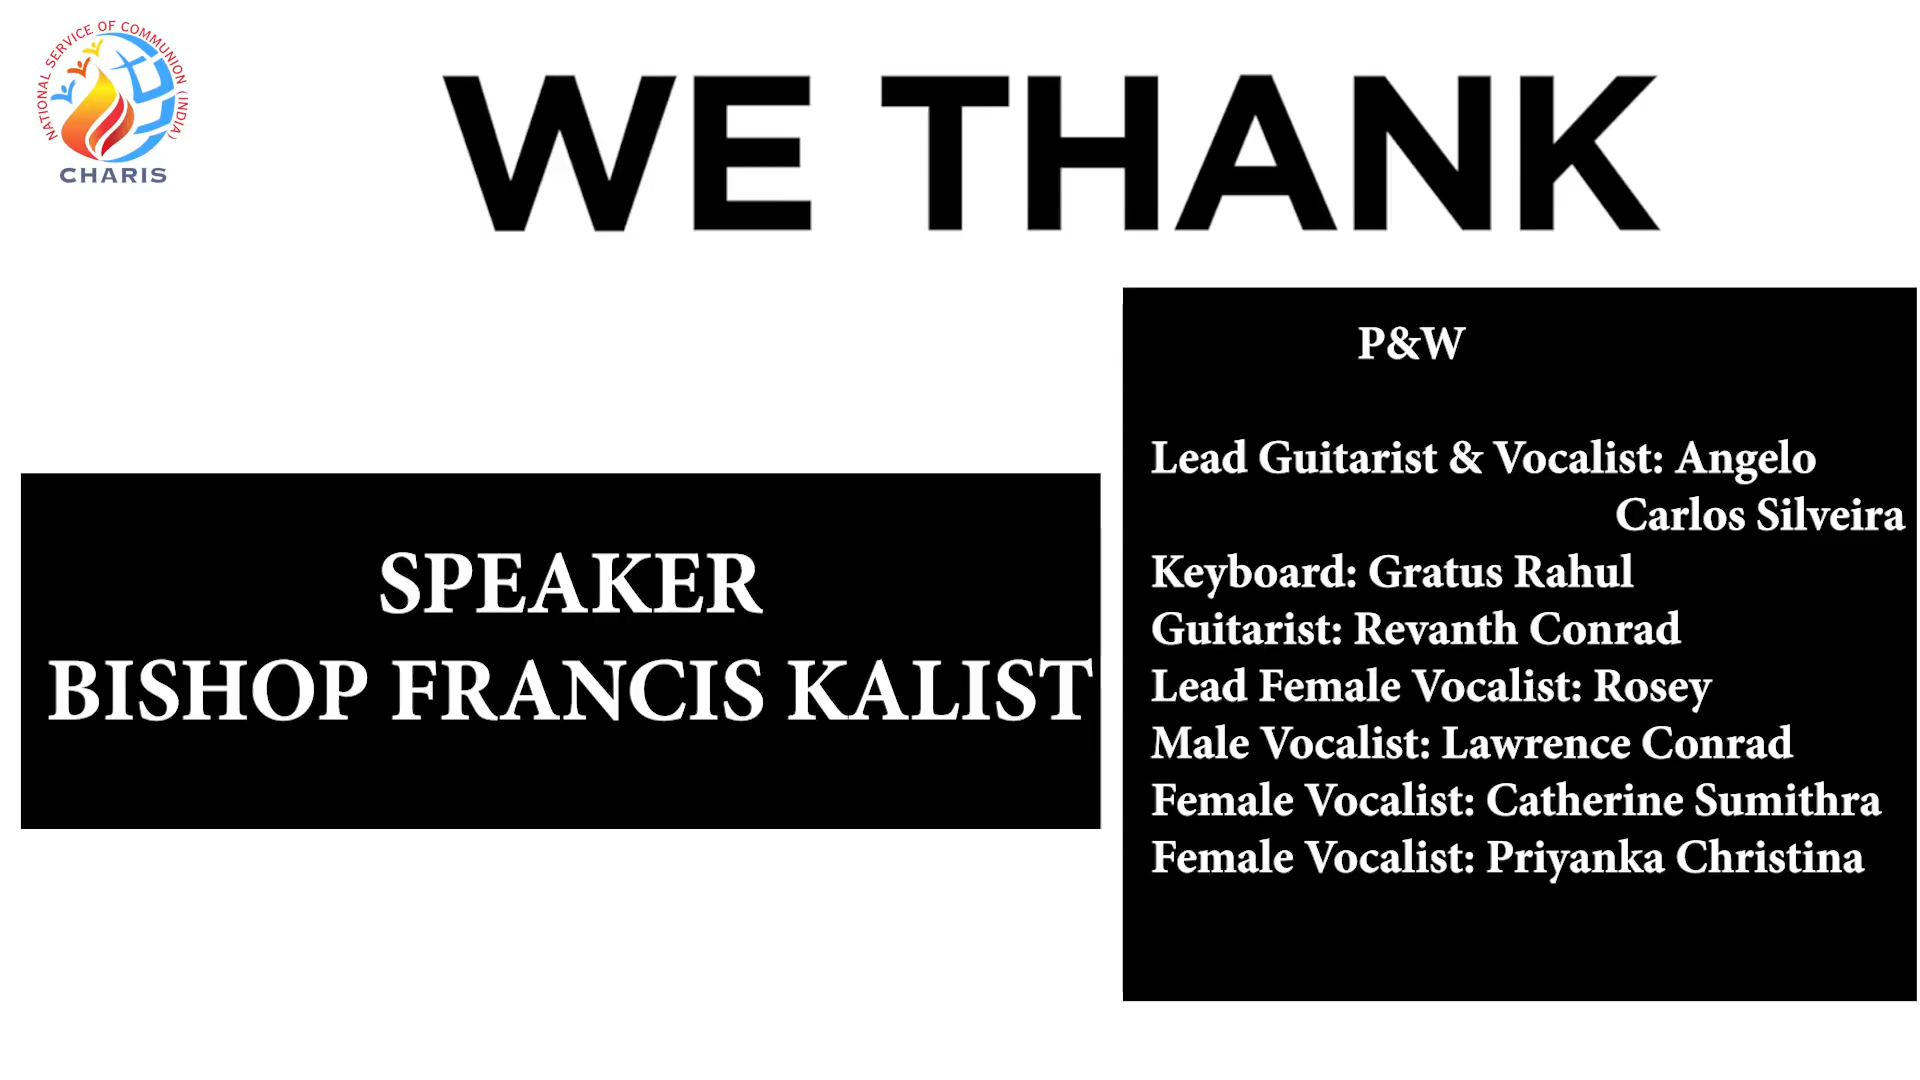 NATIONAL SERVICE OF COMMUNION (INDIA)
CHARIS
WE THANK
SPEAKER
BISHOP FRANCIS KALIST
P&W
Lead Guitarist & Vocalist: Angelo
Carlos Silveira
Keyboard: Gratus Rahul
Guitarist: Revanth Conrad
Lead Female Vocalist: Rosey
Male Vocalist: Lawrence Conrad
Female Vocalist: Catherine Sumithra
Female Vocalist: Priyanka Christina